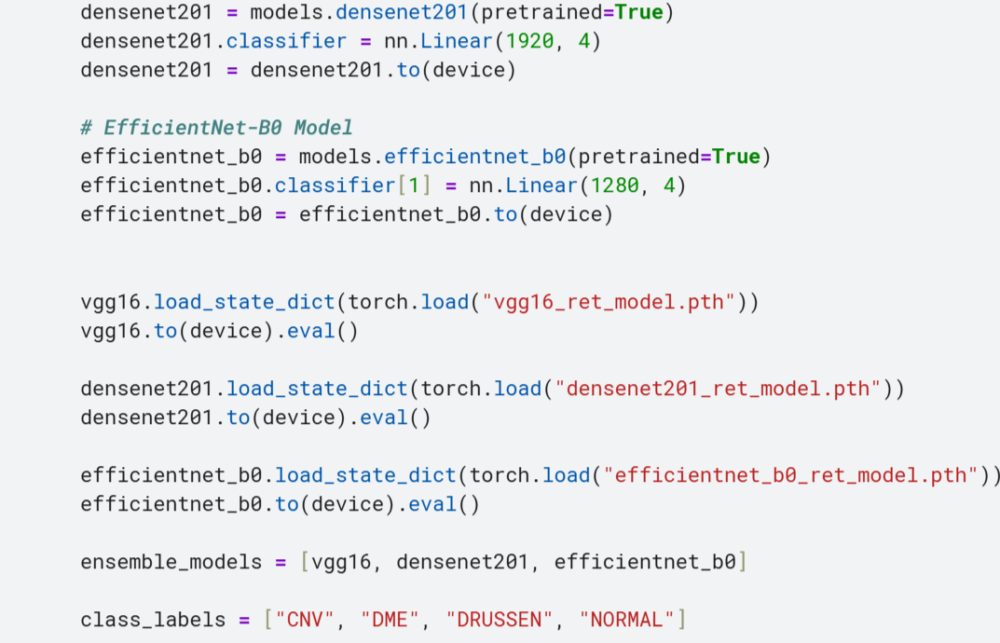 densenet201 = models.densenet201(pretrained=True)
densenet201.classifier = nn.Linear(1920, 4)
densenet201 = densenet201.to(device)
# EfficientNet-B0 Model
efficientnet_b0 = models.efficientnet_b0(pretrained=True)
efficientnet_b0.classifier[1] = nn.Linear(1280, 4)
efficientnet_b0 = efficientnet_b0.to(device)
vgg16.load_state_dict(torch.load("vgg16_ret_model.pth"))
vgg16.to(device).eval()
densenet201.load_state_dict(torch.load("densenet201_ret_model.pth"))
densenet201.to(device).eval()
efficientnet_b0.load_state_dict(torch.load("efficientnet_b0_ret_model.pth"))
efficientnet_b0.to(device).eval()
ensemble_models = [vgg16, densenet201, efficientnet_b0]
class_labels = ["CNV", "DME", "DRUSSEN", "NORMAL"]